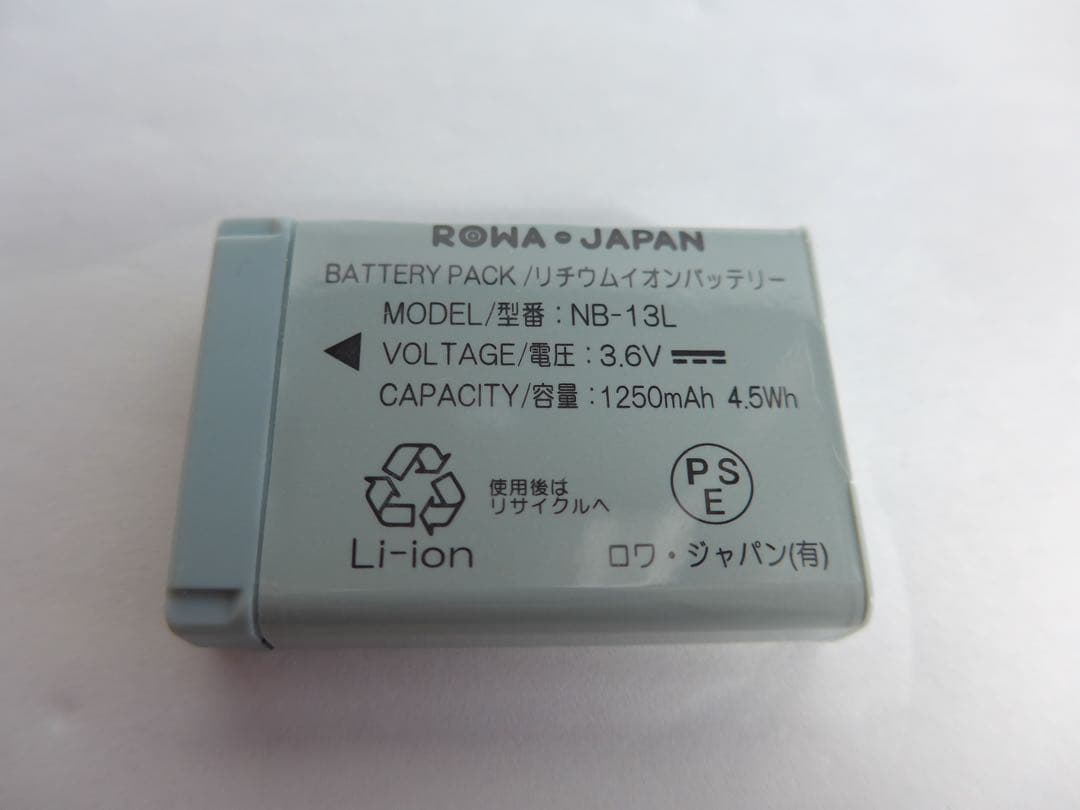 ROWA・JAPAN
BATTERY PACK /リチウムイオンバッテリー
MODEL/型番：NB-13L
VOLTAGE/電圧：3.6V
CAPACITY/容量：1250mAh 4.5Wh
使用後は
リサイクルへ
PS
E
Li-ion
ロワ・ジャパン(有)